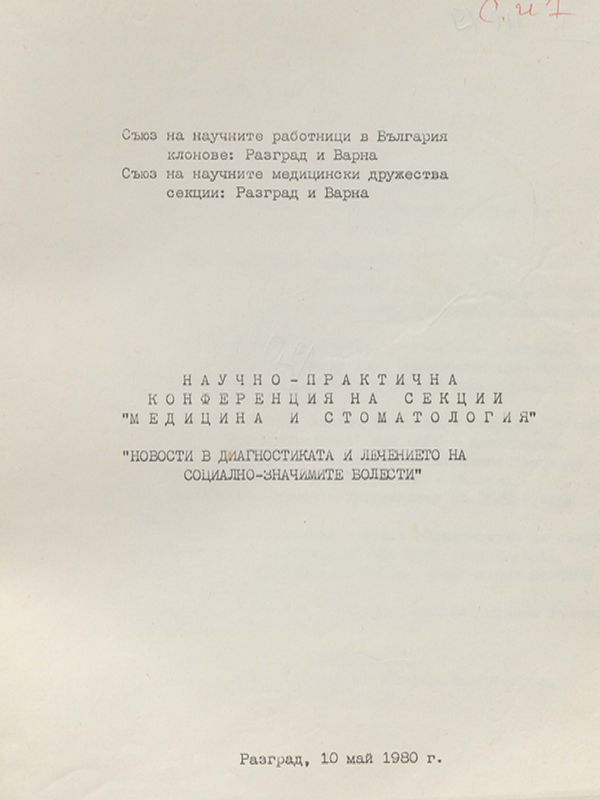 С. и 1
Съюз на научните работници в България
клонове: Разград и Варна
Съюз на научните медицински дружества
секции: Разград и Варна
НАУЧНО-ПРАКТИЧНА
КОНФЕРЕНЦИЯ НА СЕКЦИИ
"МЕДИЦИНА И СТОМАТОЛОГИЯ"
"НОВОСТИ В ДИАГНОСТИКАТА И ЛЕЧЕНИЕТО НА
СОЦИАЛНО-ЗНАЧИМИТЕ БОЛЕСТИ"
Разград, 10 май 1980 г.